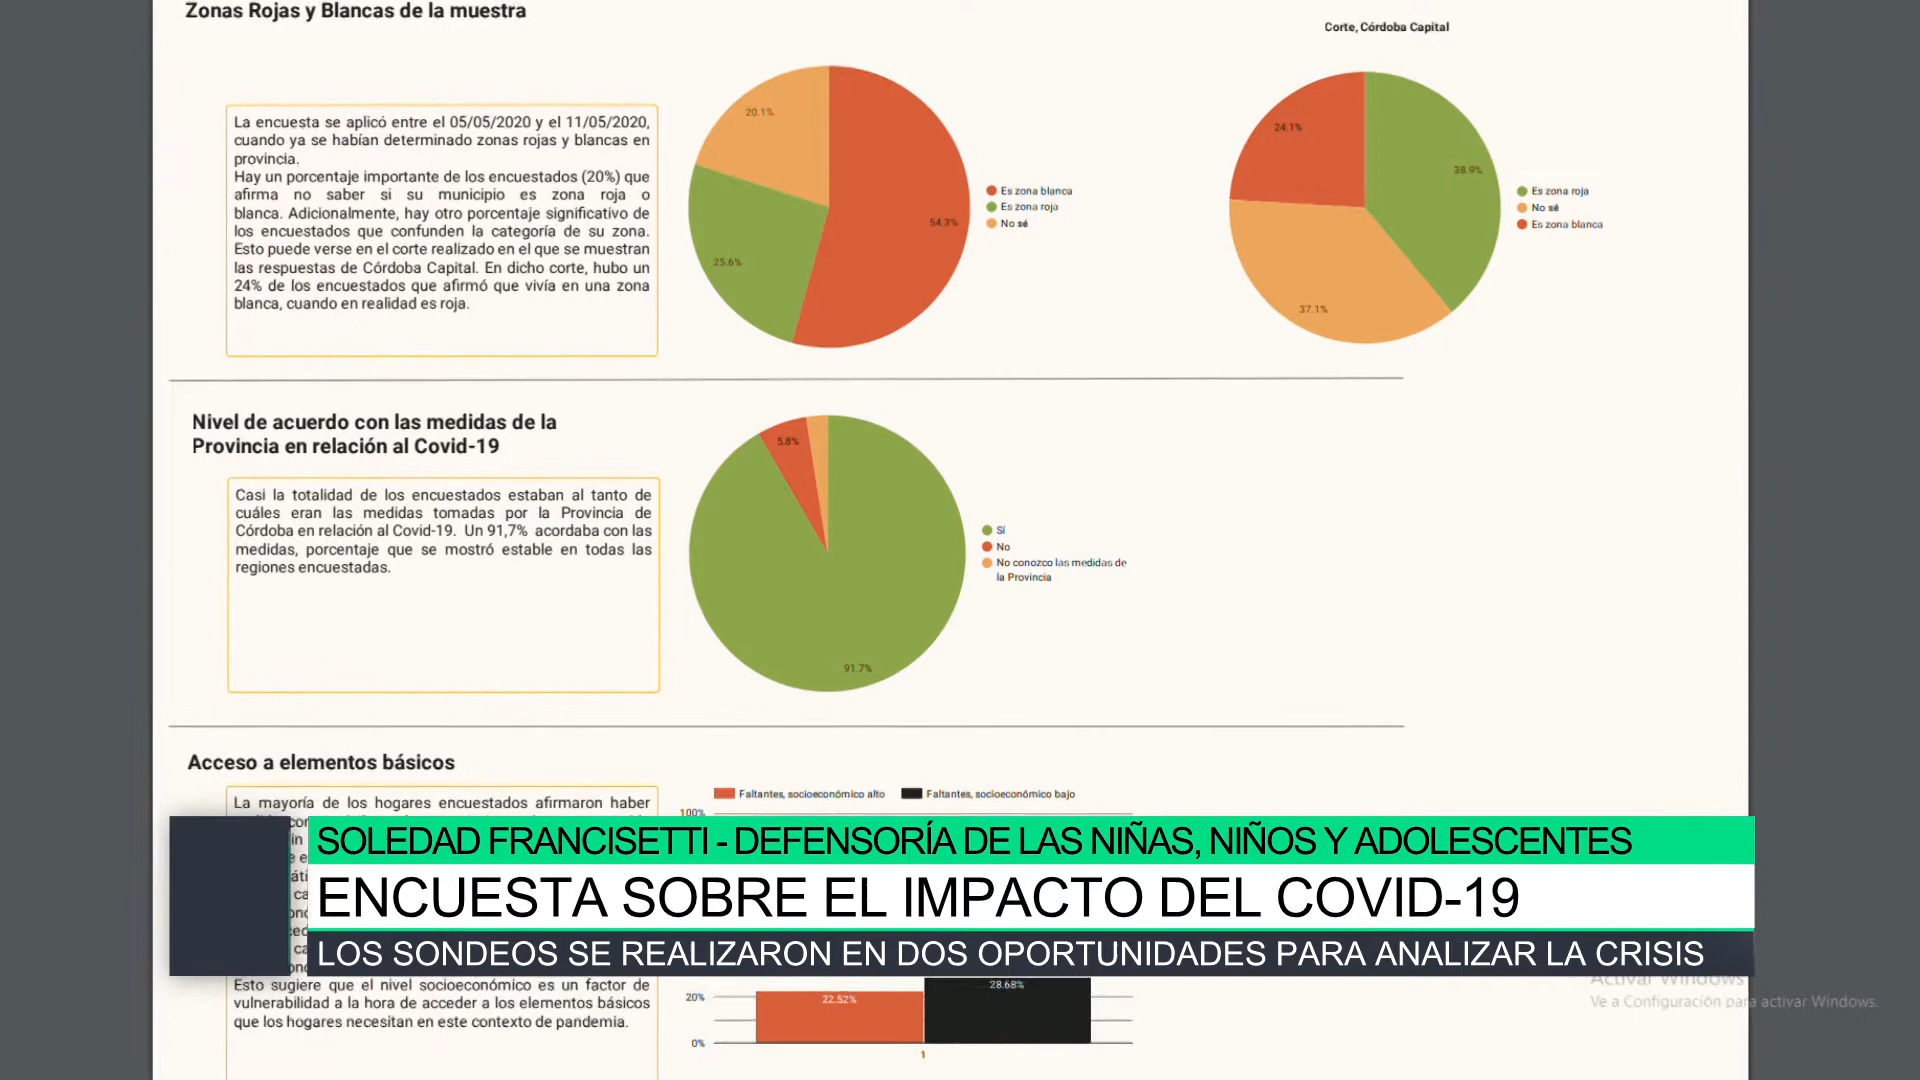 Zonas Rojas y Blancas de la muestra
Corte, Córdoba Capital
La encuesta se aplicó entre el 05/05/2020 y el 11/05/2020,
cuando ya se habían determinado zonas rojas y blancas en
provincia.
Hay un porcentaje importante de los encuestados (20%) que
afirma no saber si su municipio es zona roja o
blanca. Adicionalmente, hay otro porcentaje significativo de
los encuestados que confunden la categoría de su zona.
Esto puede verse en el corte realizado en el que se muestran
las respuestas de Córdoba Capital. En dicho corte, hubo un
24% de los encuestados que afirmó que vivía en una zona
blanca, cuando en realidad es roja.
20.1%
54.3%
25.6%
Es zona blanca
Es zona roja
No sé
24.1%
38.9%
37.1%
Es zona roja
No sé
Es zona blanca
Nivel de acuerdo con las medidas de la
Provincia en relación al Covid-19
Casi la totalidad de los encuestados estaban al tanto de
cuáles eran las medidas tomadas por la Provincia de
Córdoba en relación al Covid-19. Un 91,7% acordaba con las
medidas, porcentaje que se mostró estable en todas las
regiones encuestadas.
5.8%
91.7%
Sí
No
No conozco las medidas de
la Provincia
Acceso a elementos básicos
La mayoría de los hogares encuestados afirmaron haber
Faltantes, socioeconómico alto
Faltantes, socioeconómico bajo
100%
SOLEDAD FRANCISETTI - DEFENSORÍA DE LAS NIÑAS, NIÑOS Y ADOLESCENTES
ENCUESTA SOBRE EL IMPACTO DEL COVID-19
LOS SONDEOS SE REALIZARON EN DOS OPORTUNIDADES PARA ANALIZAR LA CRISIS
Esto sugiere que el nivel socioeconómico es un factor de
vulnerabilidad a la hora de acceder a los elementos básicos
que los hogares necesitan en este contexto de pandemia.
20%
22.52%
28.68%
0%
1
Activar Windows
Ve a Configuración para activar Windows.